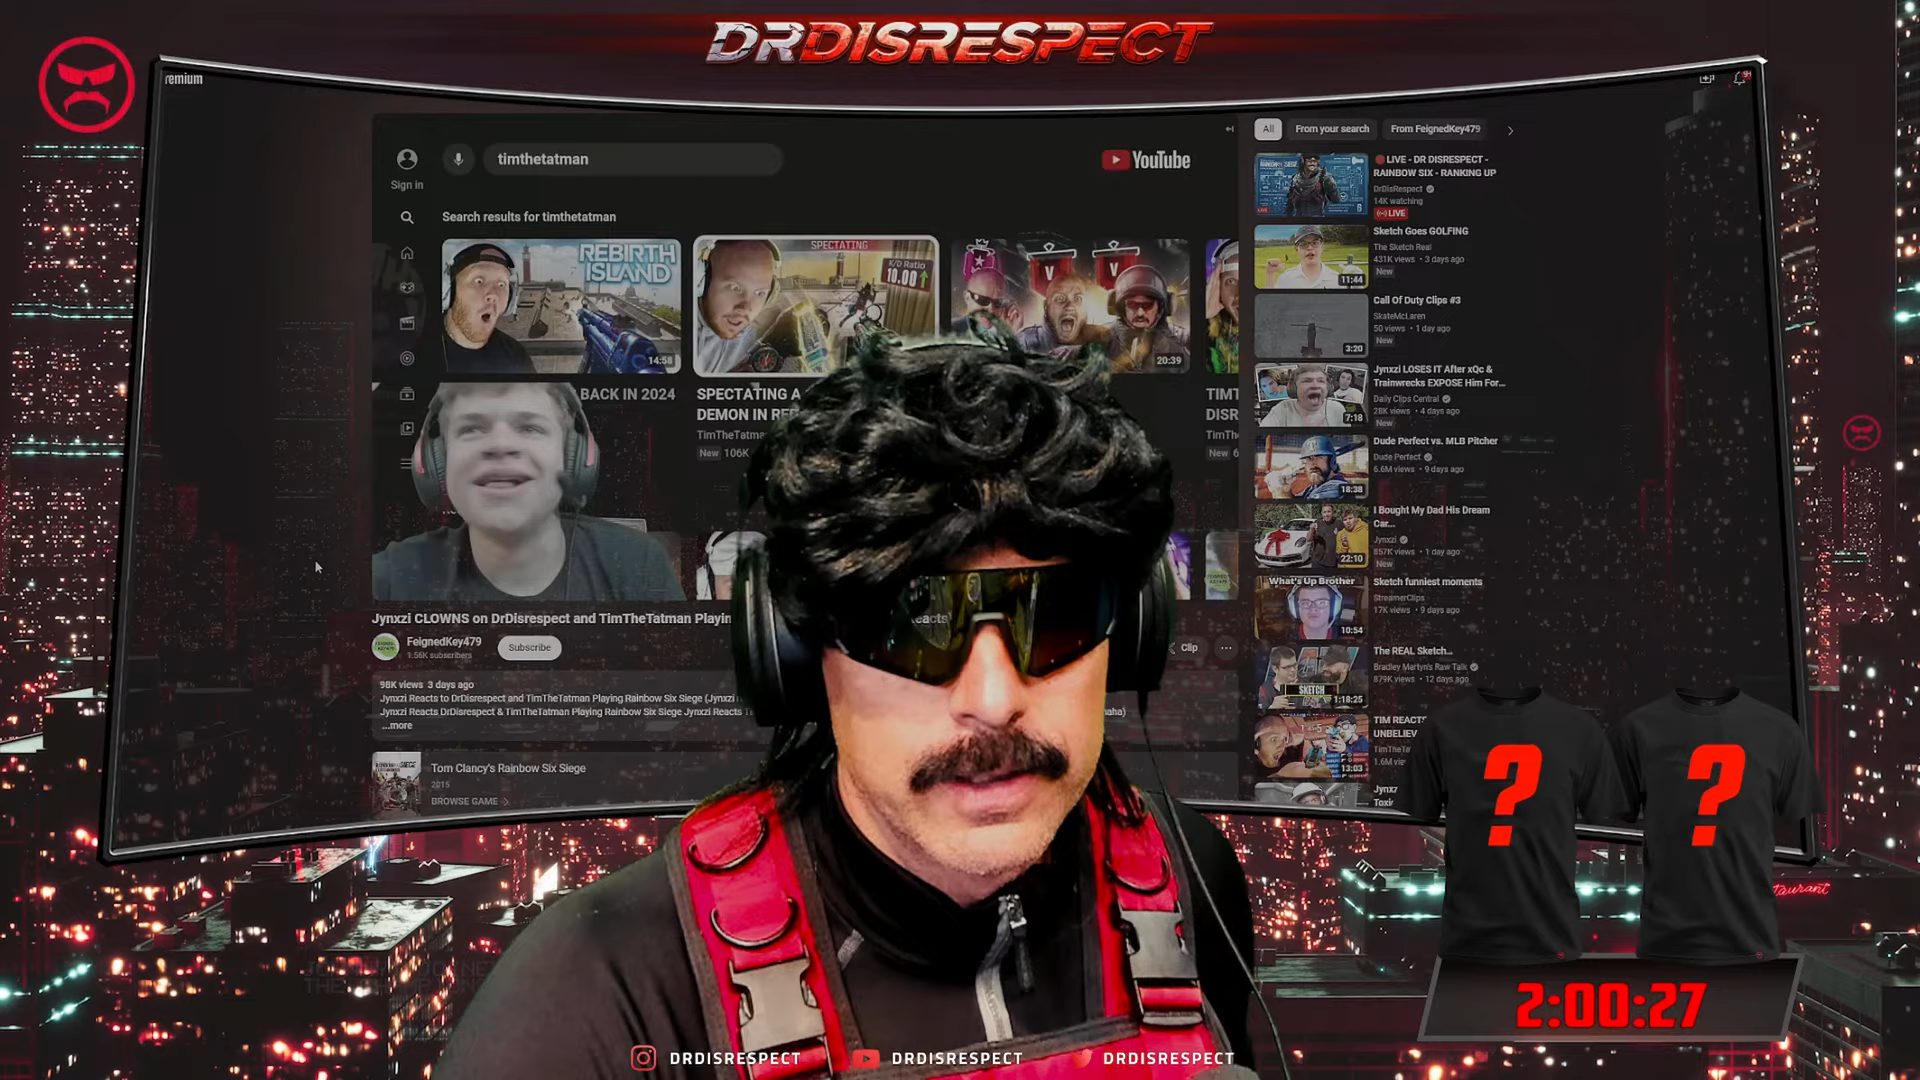 DRDISRESPECT
remium
9+
timthetatman
YouTube
Sign in
Search results for timthetatman
REBIRTH
ISLAND
14:58
SPECTATING
K/D Ratio
10.00
V
V
20:39
BACK IN 2024
SPECTATING A
DEMON IN
TimTheTatma
New 106K
TIMT
DISR
TimTh
New 6
Jynxzi CLOWNS on DrDisrespect and TimTheTatman Playin
eacts
FeignedKey479
1.56K subscribers
Subscribe
Clip
98K views 3 days ago
Jynxzi Reacts to DrDisrespect and TimTheTatman Playing Rainbow Six Siege (Jynxzi
Jynxzi Reacts DrDisrespect & TimTheTatman Playing Rainbow Six Siege Jynxzi Reacts T
aha)
...more
Tom Clancy's Rainbow Six Siege
2015
BROWSE GAME
All
From your search
From FeignedKey479
LIVE - DR DISRESPECT -
RAINBOW SIX - RANKING UP
DrDisRespect
14K watching
LIVE
Sketch Goes GOLFING
The Sketch Real
431K views • 3 days ago
New
11:44
Call Of Duty Clips #3
SkateMcLaren
50 views • 1 day ago
New
3:20
Jynxzi LOSES IT After xQc &
Trainwrecks EXPOSE Him For...
Daily Clips Central
28K views • 4 days ago
New
7:18
Dude Perfect vs. MLB Pitcher
Dude Perfect
6.6M views • 9 days ago
18:38
I Bought My Dad His Dream
Car...
Jynxzi
857K views • 1 day ago
New
22:10
What's Up Brother
Sketch funniest moments
StreamerClips
17K views • 9 days ago
10:54
The REAL Sketch...
Bradley Martyn's Raw Talk
879K views • 12 days ago
SKETCH
1:18:25
TIM REACTS
UNBELIEV
TimTheTa
1.6M vie
13:03
Jynxz
Toxi
?
?
taurant
2:00:27
DRDISRESPECT
DRDISRESPECT
DRDISRESPECT